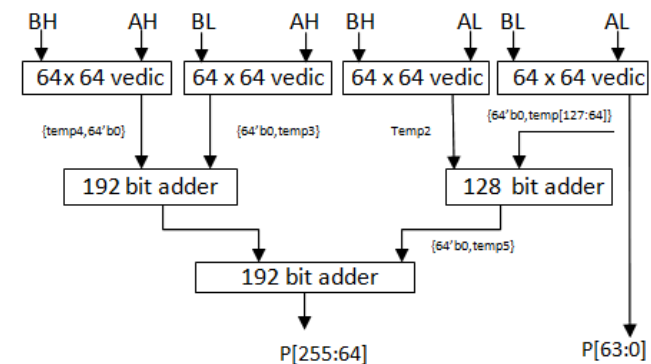 BH AH BL AH BH AL BL AL
64 x 64 vedic 64 x 64 vedic 64 x 64 vedic 64 x 64 vedic
{temp4,64'b0} {64'b0,temp3} Temp2 {64'b0,temp[127:64]}
192 bit adder 128 bit adder
{64'b0,temp5}
192 bit adder
P[255:64] P[63:0]